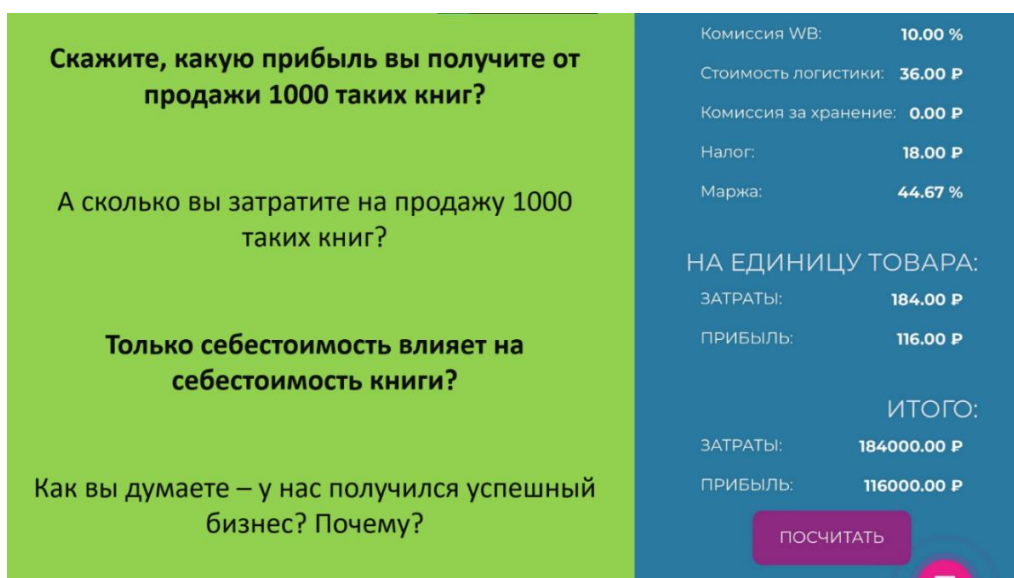 Скажите, какую прибыль вы получите от
продажи 1000 таких книг?
А сколько вы затратите на продажу 1000
таких книг?
Только себестоимость влияет на
себестоимость книги?
Как вы думаете – у нас получился успешный
бизнес? Почему?
Комиссия WB: 10.00 %
Стоимость логистики: 36.00 ₽
Комиссия за хранение: 0.00 ₽
Налог: 18.00 ₽
Маржа: 44.67 %
НА ЕДИНИЦУ ТОВАРА:
ЗАТРАТЫ: 184.00 ₽
ПРИБЫЛЬ: 116.00 ₽
ИТОГО:
ЗАТРАТЫ: 184000.00 ₽
ПРИБЫЛЬ: 116000.00 ₽
ПОСЧИТАТЬ